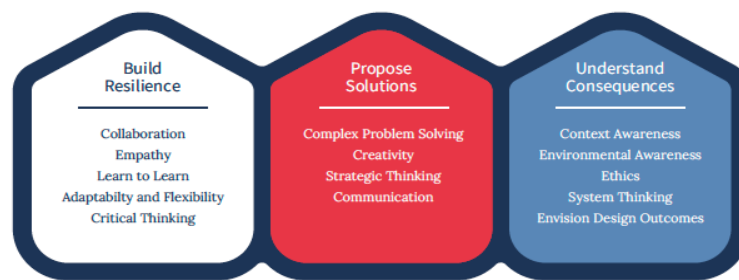 Build
Resilience
Collaboration
Empathy
Learn to Learn
Adaptabilty and Flexibility
Critical Thinking
Propose
Solutions
Complex Problem Solving
Creativity
Strategic Thinking
Communication
Understand
Consequences
Context Awareness
Environmental Awareness
Ethics
System Thinking
Envision Design Outcomes